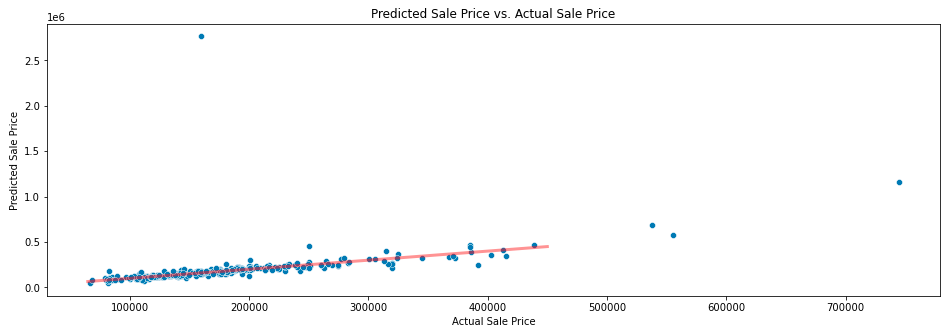 Predicted Sale Price vs. Actual Sale Price
1e6
2.5
2.0
1.5
1.0
0.5
0.0
Predicted Sale Price
100000 200000 300000 400000 500000 600000 700000
Actual Sale Price